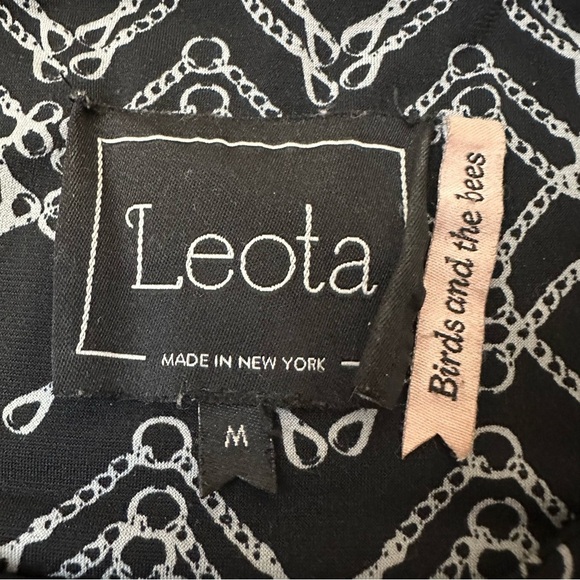 Leota
MADE IN NEW YORK
M
Birds and the bees